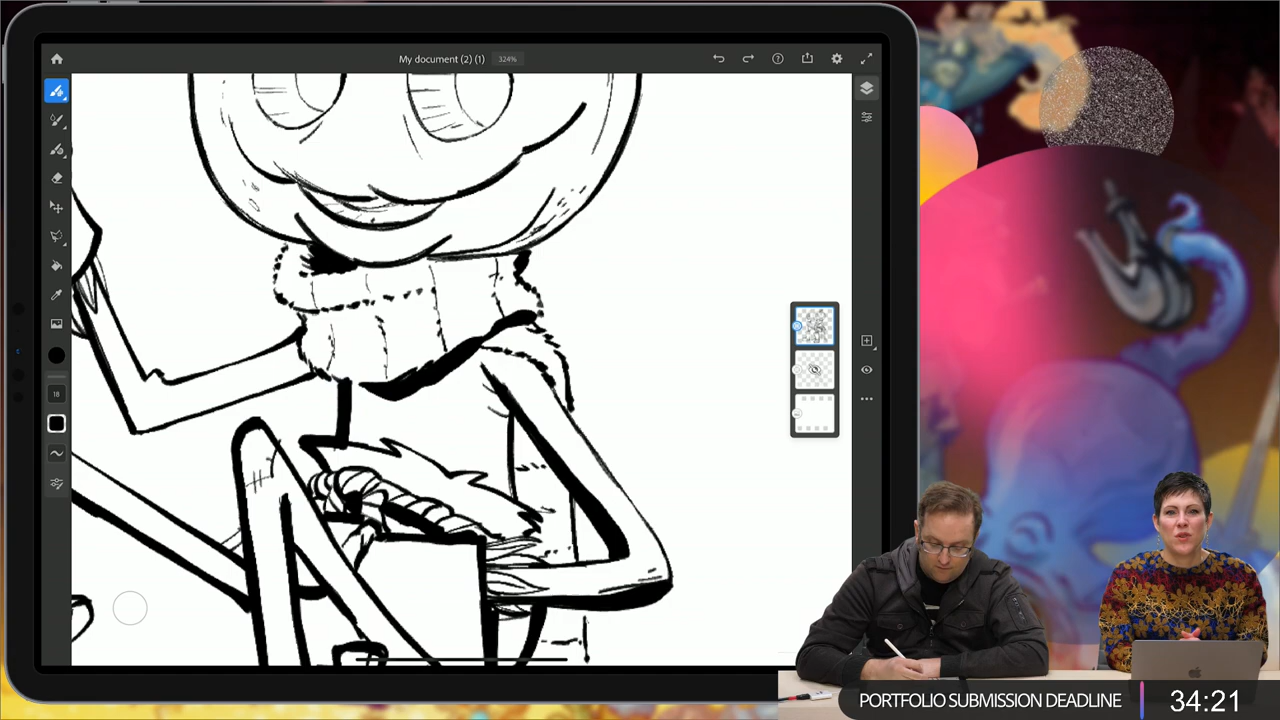 My document (2) (1) 324%
18
PORTFOLIO SUBMISSION DEADLINE 34:21